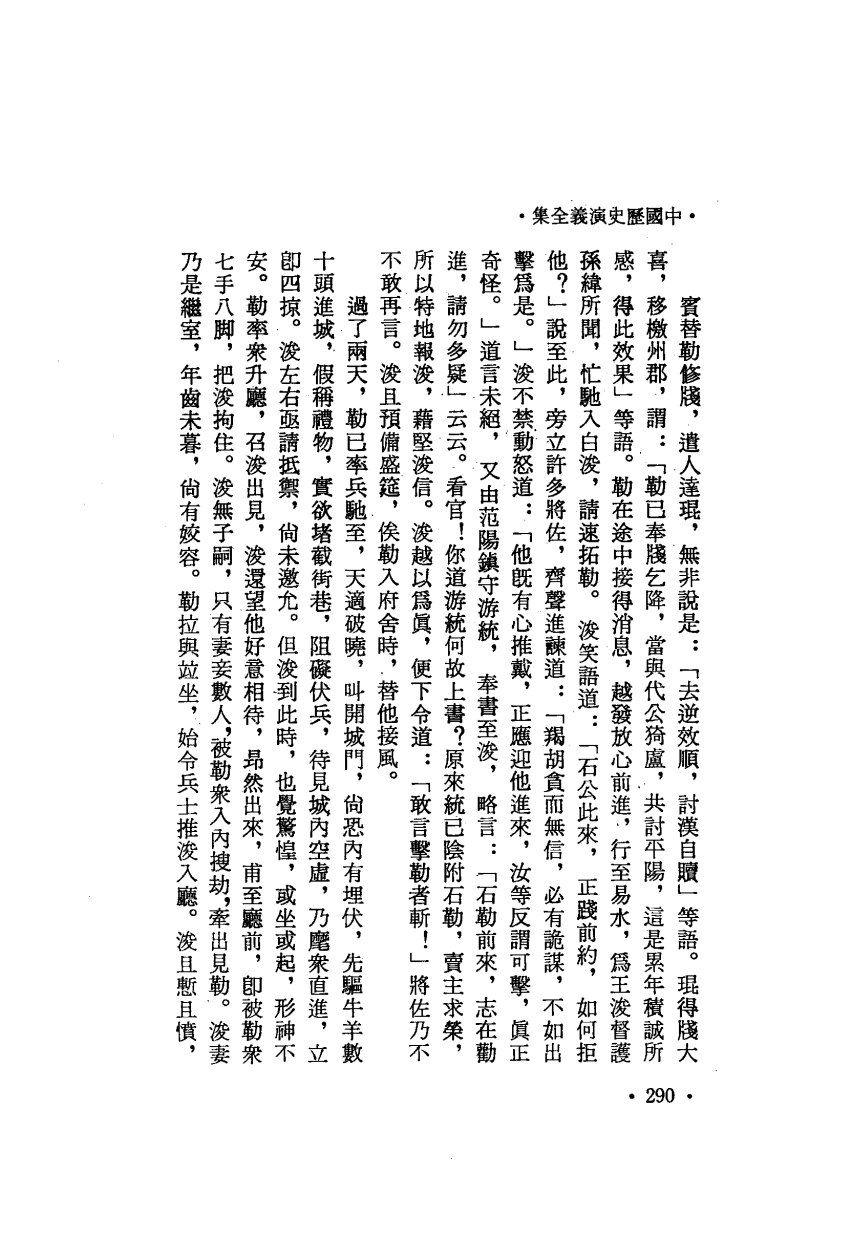 •中國歷史演義全集•
賓替勒修牋，遣人達琨，無非說是：「去逆效順，討漢自贖」等語。琨得牋大
喜，移檄州郡，謂：「勒已奉牋乞降，當與代公猗盧，共討平陽，這是累年積誠所
感，得此效果」等語。勒在途中接得消息，越發放心前進，行至易水，爲王浚督護
孫緯所聞，忙馳入白浚，請速拓勒。浚笑語道：「石公此來，正踐前約，如何拒
他？」說至此，旁立許多將佐，齊聲進諫道：「羯胡貪而無信，必有詭謀，不如出
擊爲是。」浚不禁動怒道：「他旣有心推戴，正應迎他進來，汝等反謂可擊，眞正
奇怪。」道言未絕，又由范陽鎭守游統，奉書至浚，略言：「石勒前來，志在勸
進，請勿多疑」云云。看官！你道游統何故上書？原來統已陰附石勒，賣主求榮，
所以特地報浚，藉堅浚信。浚越以爲眞，便下令道：「敢言擊勒者斬！」將佐乃不
不敢再言。浚且預備盛筵，俟勒入府舍時，替他接風。
過了兩天，勒已率兵馳至，天適破曉，叫開城門，尙恐內有埋伏，先驅牛羊數
十頭進城，假稱禮物，實欲堵截街巷，阻礙伏兵，待見城內空虛，乃麾衆直進，立
卽四掠。浚左右亟請抵禦，尙未邀允。但浚到此時，也覺驚惶，或坐或起，形神不
安。勒率衆升廳，召浚出見，浚還望他好意相待，昻然出來，甫至廳前，卽被勒衆
七手八脚，把浚拘住。浚無子嗣，只有妻妾數人，被勒衆入內搜劫，牽出見勒。浚妻
乃是繼室，年齒未暮，尙有姣容。勒拉與竝坐，始令兵士推浚入廳。浚且慙且憤，
•290•